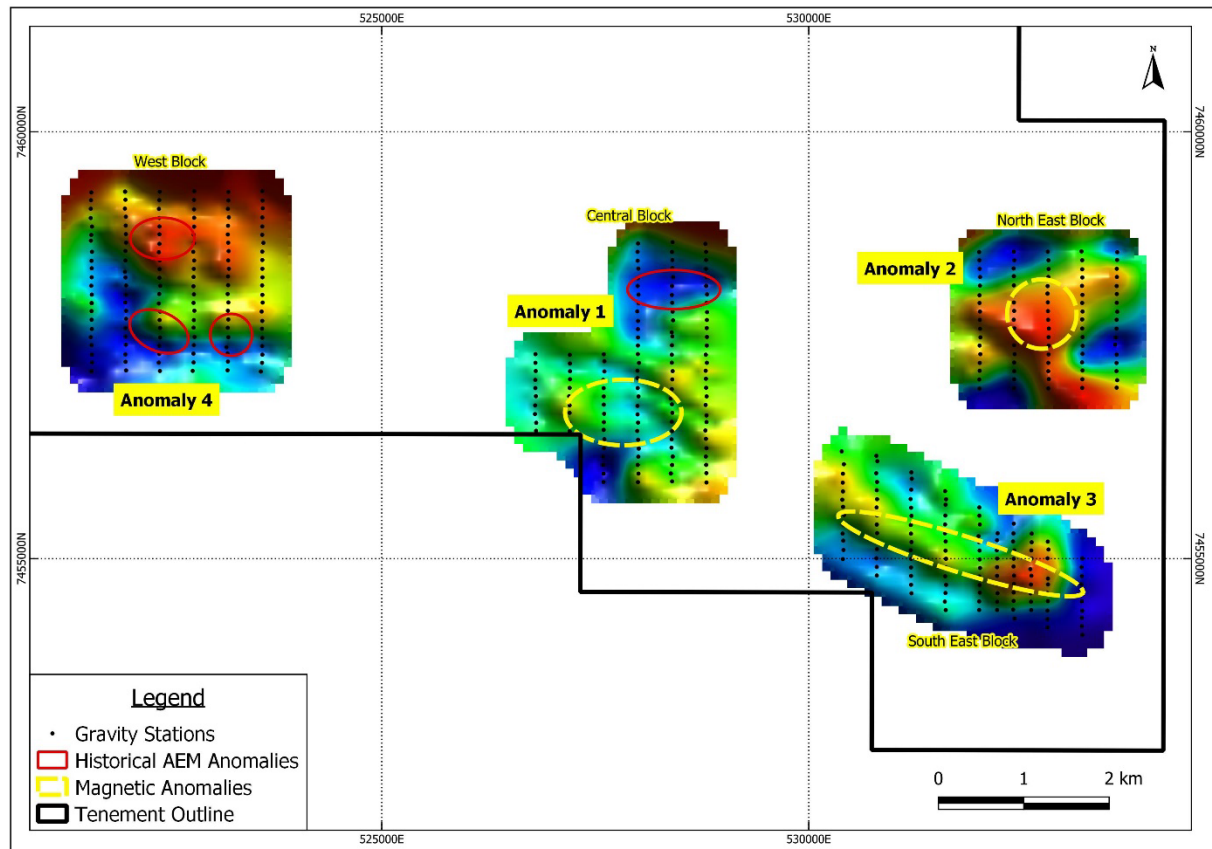 525000E
530000E
N
7460000N
7460000N
West Block
Central Block
North East Block
Anomaly 2
Anomaly 1
Anomaly 4
Anomaly 3
7455000N
7455000N
South East Block
Legend
Gravity Stations
Historical AEM Anomalies
Magnetic Anomalies
Tenement Outline
0 1 2 km
525000E
530000E